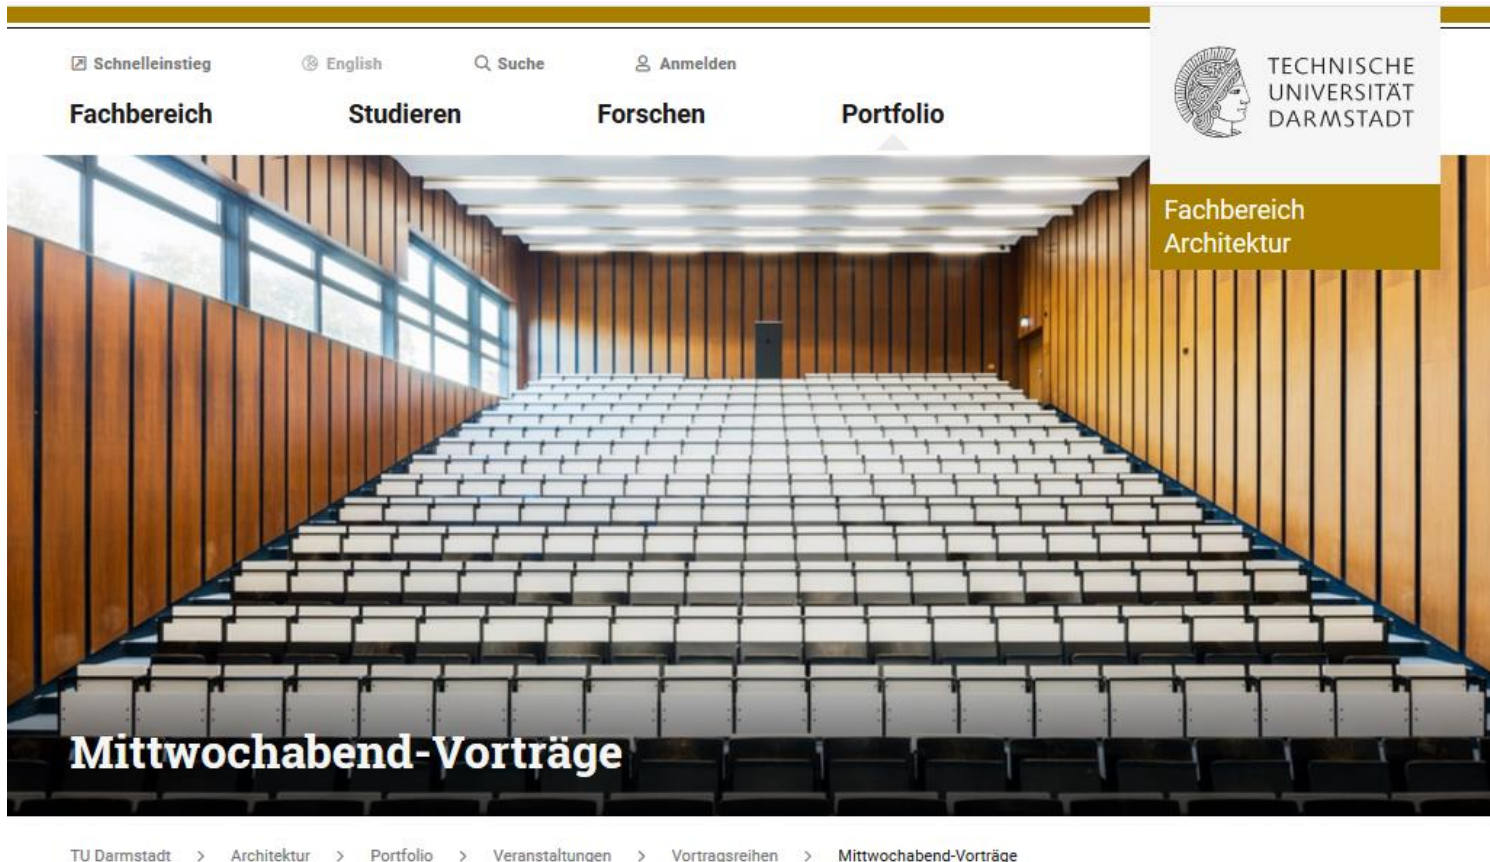 Schnelleinstieg English Suche Anmelden
Fachbereich Studieren Forschen Portfolio
TECHNISCHE
UNIVERSITÄT
DARMSTADT
Fachbereich
Architektur
Mittwochabend-Vorträge
TU Darmstadt > Architektur > Portfolio > Veranstaltungen > Vortragsreihen > Mittwochabend-Vorträge